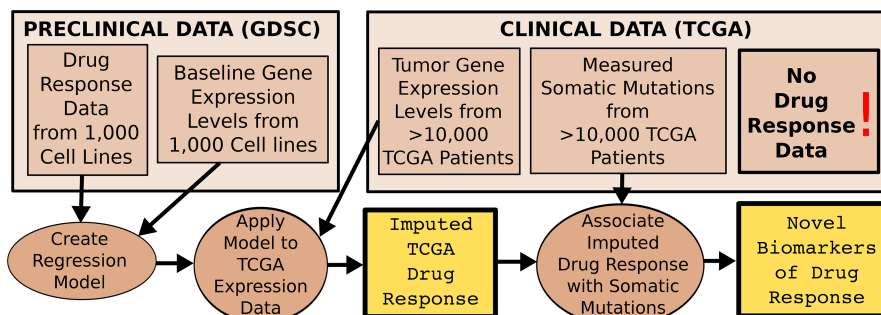 PRECLINICAL DATA (GDSC)
Drug
Response
Data
from 1,000
Cell Lines
Baseline Gene
Expression
Levels from
1,000 Cell lines
CLINICAL DATA (TCGA)
Tumor Gene
Expression
Levels from
>10,000
TCGA Patients
Measured
Somatic Mutations
from
>10,000 TCGA
Patients
No
Drug
Response
Data
!
Create
Regression
Model
Apply
Model to
TCGA
Expression
Data
Imputed
TCGA
Drug
Response
Associate
Imputed
Drug Response
with Somatic
Mutations
Novel
Biomarkers
of Drug
Response